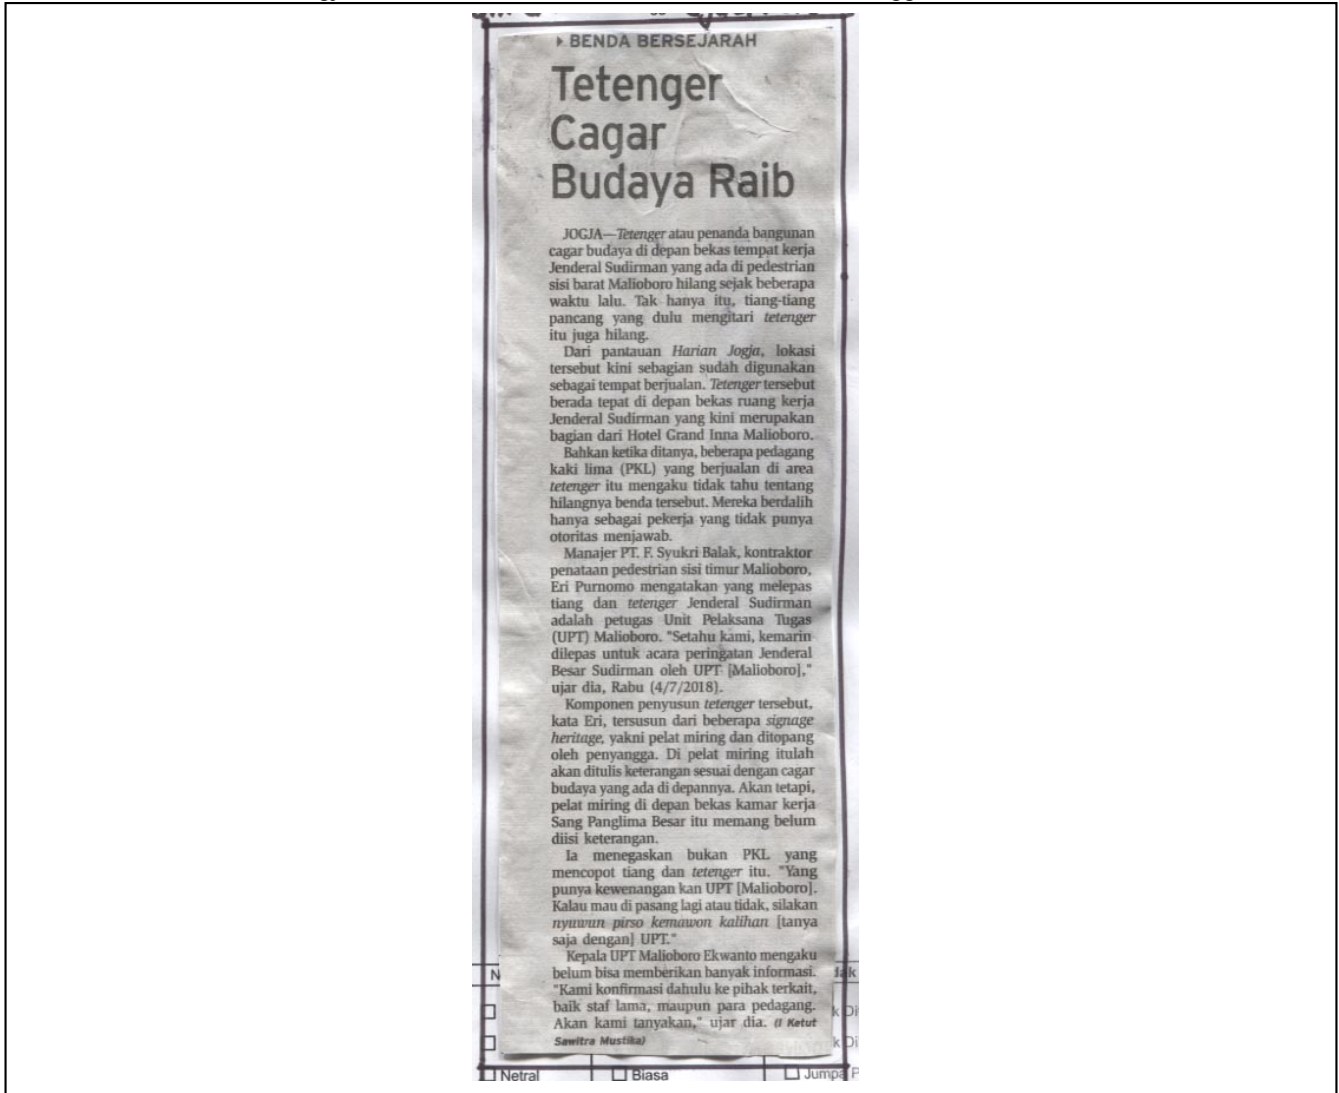 ▸ BENDA BERSEJARAH
Tetenger
Cagar
Budaya Raib
JOGJA—Tetenger atau penanda bangunan
cagar budaya di depan bekas tempat kerja
Jenderal Sudirman yang ada di pedestrian
sisi barat Malioboro hilang sejak beberapa
waktu lalu. Tak hanya itu, tiang-tiang
pancang yang dulu mengitari tetenger
itu juga hilang.
Dari pantauan Harian Jogja, lokasi
tersebut kini sebagian sudah digunakan
sebagai tempat berjualan. Tetenger tersebut
berada tepat di depan bekas ruang kerja
Jenderal Sudirman yang kini merupakan
bagian dari Hotel Grand Inna Malioboro.
Bahkan ketika ditanya, beberapa pedagang
kaki lima (PKL) yang berjualan di area
tetenger itu mengaku tidak tahu tentang
hilangnya benda tersebut. Mereka berdalih
hanya sebagai pekerja yang tidak punya
otoritas menjawab.
Manajer PT. F. Syukri Balak, kontraktor
penataan pedestrian sisi timur Malioboro,
Eri Purnomo mengatakan yang melepas
tiang dan tetenger Jenderal Sudirman
adalah petugas Unit Pelaksana Tugas
(UPT) Malioboro. "Setahu kami, kemarin
dilepas untuk acara peringatan Jenderal
Besar Sudirman oleh UPT [Malioboro],"
ujar dia, Rabu (4/7/2018).
Komponen penyusun tetenger tersebut,
kata Eri, tersusun dari beberapa signage
heritage, yakni pelat miring dan ditopang
oleh penyangga. Di pelat miring itulah
akan ditulis keterangan sesuai dengan cagar
budaya yang ada di depannya. Akan tetapi,
pelat miring di depan bekas kamar kerja
Sang Panglima Besar itu memang belum
diisi keterangan.
Ia menegaskan bukan PKL yang
mencopot tiang dan tetenger itu. "Yang
punya kewenangan kan UPT [Malioboro].
Kalau mau di pasang lagi atau tidak, silakan
nyuwun pirso kemawon kalihan [tanya
saja dengan] UPT."
Kepala UPT Malioboro Ekwanto mengaku
belum bisa memberikan banyak informasi.
"Kami konfirmasi dahulu ke pihak terkait,
baik staf lama, maupun para pedagang.
Akan kami tanyakan," ujar dia. (I Ketut
Sawitra Mustika)
Netral Biasa Jumpa P